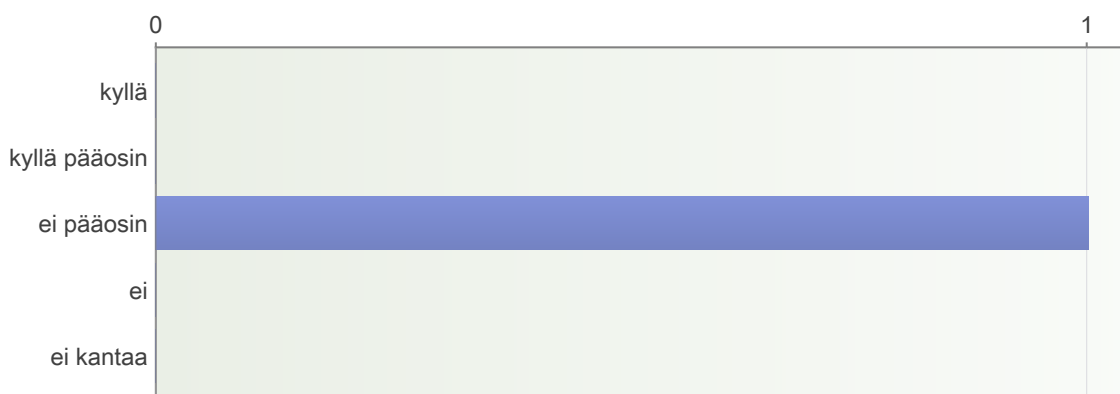 0 1
kyllä
kyllä pääosin
ei pääosin
ei
ei kantaa